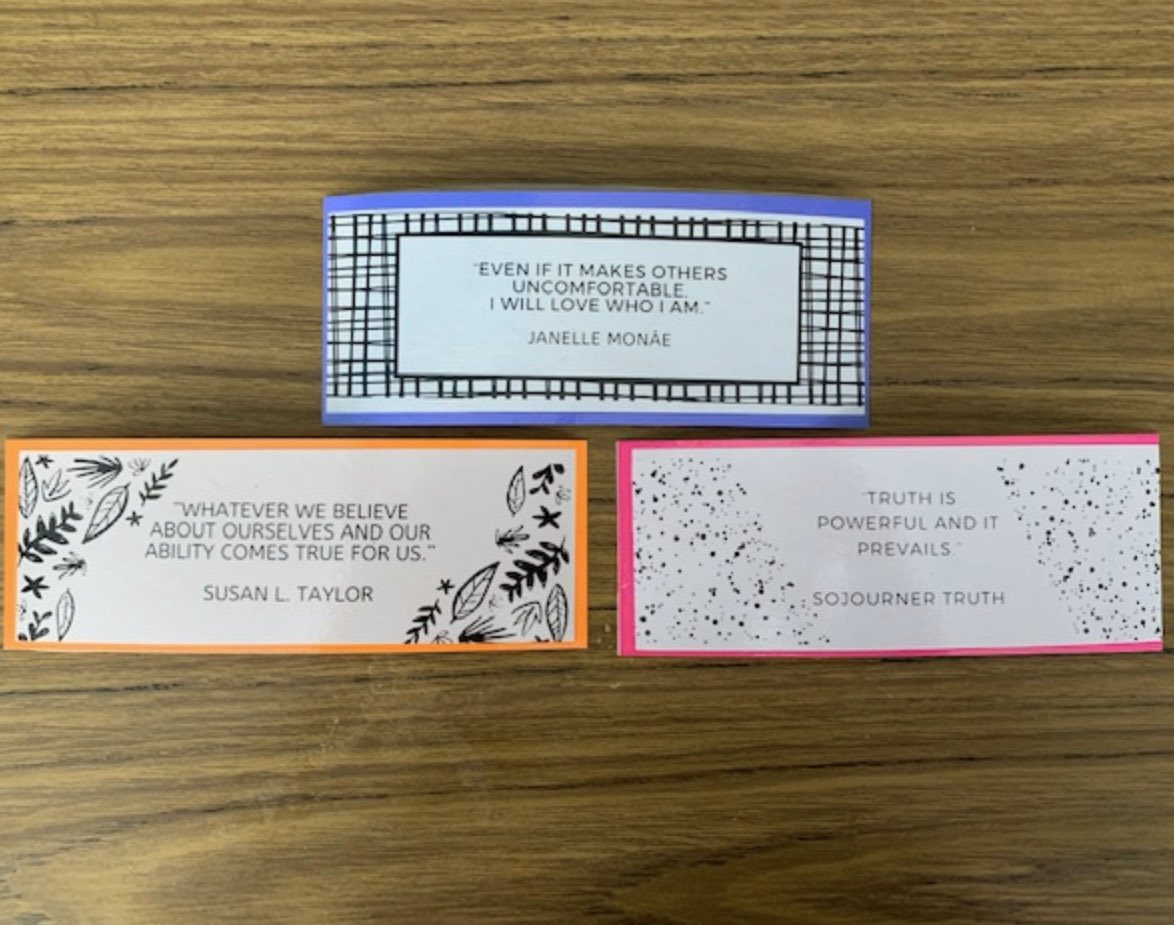 "EVEN IF IT MAKES OTHERS
UNCOMFORTABLE,
I WILL LOVE WHO I AM."
JANELLE MONÂE
"WHATEVER WE BELIEVE
ABOUT OURSELVES AND OUR
ABILITY COMES TRUE FOR US."
SUSAN L. TAYLOR
"TRUTH IS
POWERFUL AND IT
PREVAILS."
SOJOURNER TRUTH